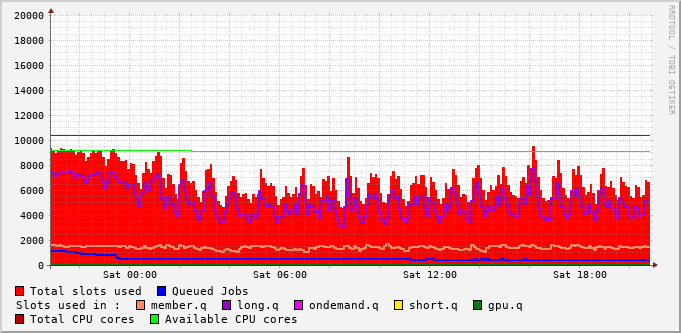 20000
18000
16000
14000
12000
10000
8000
6000
4000
2000
0
Sat 00:00 Sat 06:00 Sat 12:00 Sat 18:00
RRDTOOL / TOBI OETIKER
Total slots used Queued Jobs
Slots used in : member.q long.q ondemand.q short.q gpu.q
Total CPU cores Available CPU cores